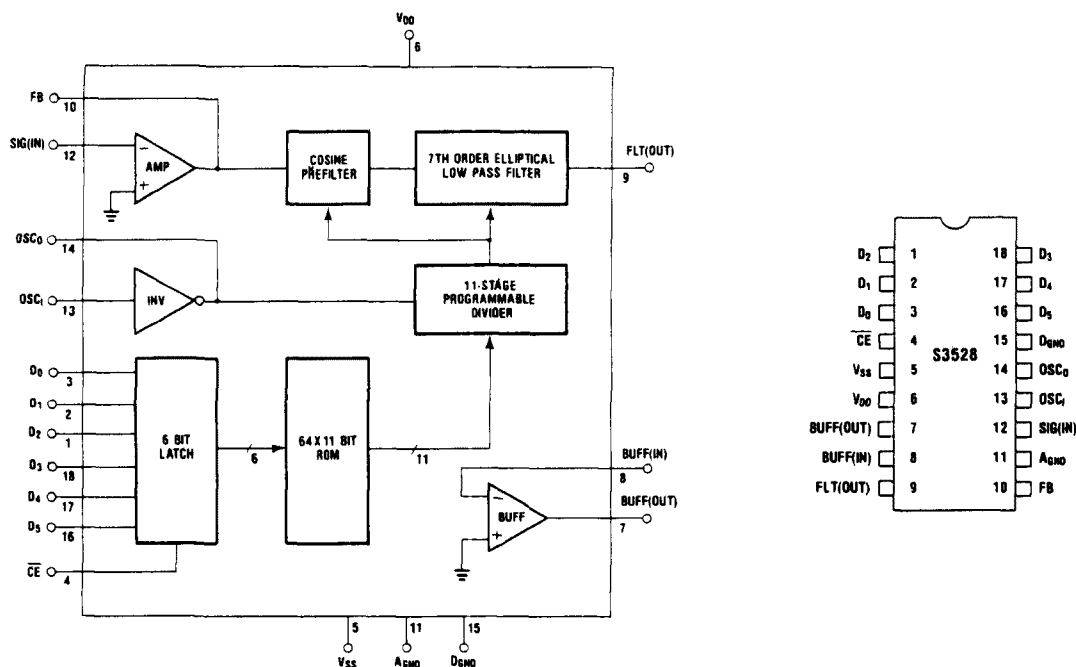 VDD
6
FB
10
SIG(IN)
12
−
AMP
+
COSINE
PREFILTER
7TH ORDER ELLIPTICAL
LOW PASS FILTER
FLT(OUT)
9
OSCO
14
OSCi
13
INV
11-STAGE
PROGRAMMABLE
DIVIDER
D0
3
D1
2
D2
1
D3
18
D4
17
D5
16
CE
4
6 BIT
LATCH
6
64 X 11 BIT
ROM
11
BUFF(IN)
8
−
BUFF
+
BUFF(OUT)
7
5
VSS
11
AGND
15
DGND
D2 1 18 D3
D1 2 17 D4
D0 3 16 D5
CE 4 15 DGND
S3528
VSS 5 14 OSCO
VDD 6 13 OSCi
BUFF(OUT) 7 12 SIG(IN)
BUFF(IN) 8 11 AGND
FLT(OUT) 9 10 FB